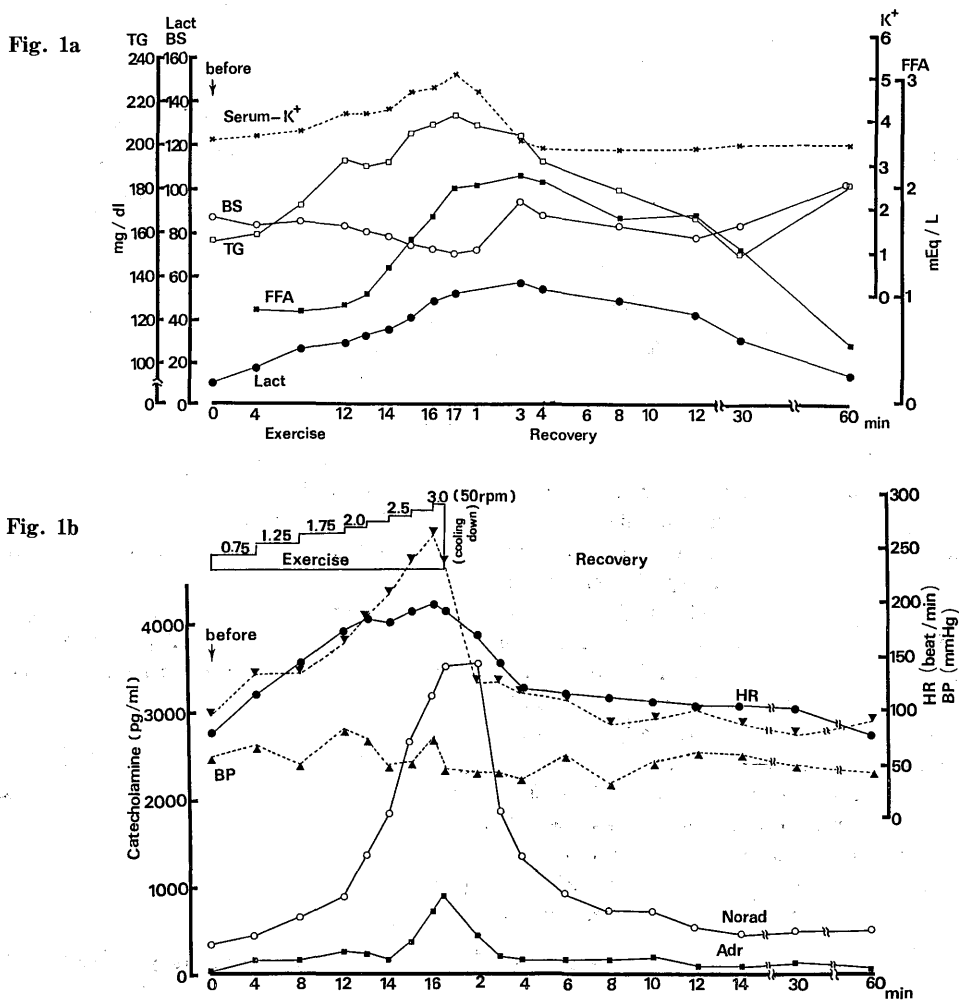 Fig. 1a
Lact
TG BS
K+
FFA
240 160
220 140
200 120
180 100
160 80
140 60
120 40
100 20
0 0
mg/dl
before
Serum-K+
BS
TG
FFA
Lact
6
5
4
3
2
1
0
3
2
1
0
mEq/L
0 4 12 14 16 17 1 3 4 6 8 10 12 30 60 min
Exercise Recovery
Fig. 1b
0.75 1.25 1.75 2.0 2.5 3.0 (50rpm)
(cooling down)
Exercise Recovery
before
4000
3000
2000
1000
0
Catecholamine (pg/ml)
300
250
200
150
100
50
0
HR (beat/min)
BP (mmHg)
HR
BP
Norad
Adr
0 4 8 12 14 16 2 4 6 8 10 12 14 30 60
min